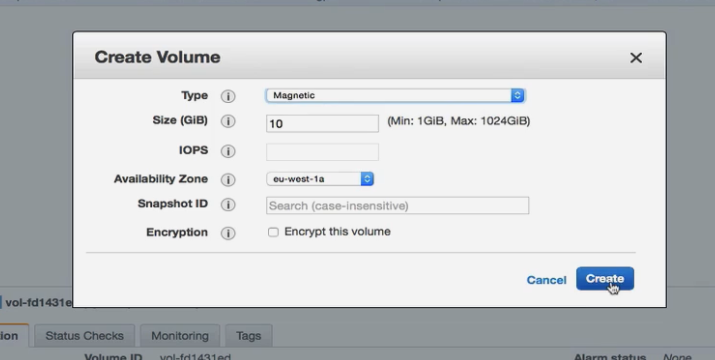 Create Volume
Type
Magnetic
Size (GiB)
10
(Min: 1GiB, Max: 1024GiB)
IOPS
Availability Zone
eu-west-1a
Snapshot ID
Search (case-insensitive)
Encryption
Encrypt this volume
Cancel
Create
vol-fd1431e
ion
Status Checks
Monitoring
Tags
Volume ID
vol-fd1431ed
Alarm status
None